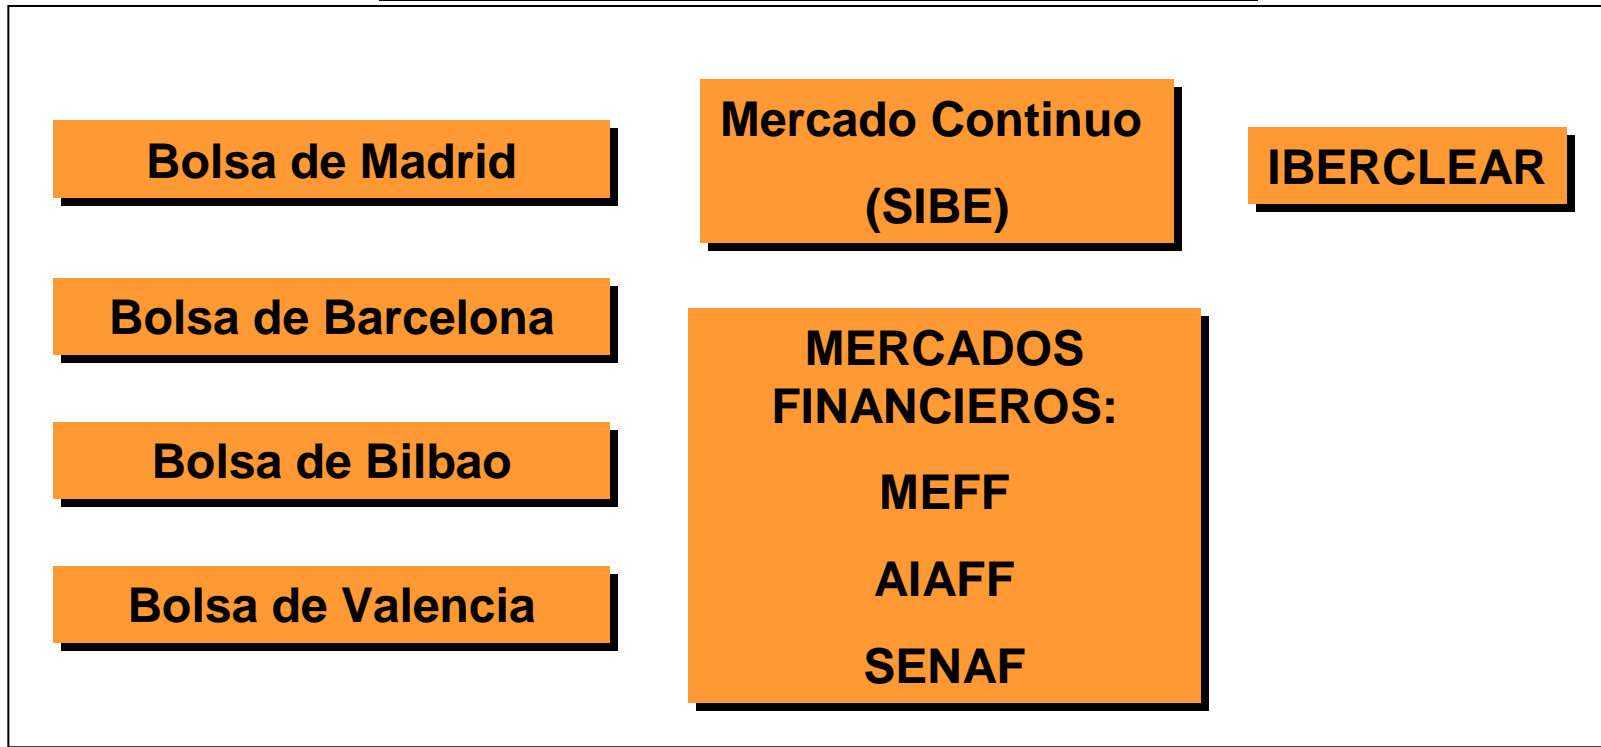 Bolsa de Madrid
Bolsa de Barcelona
Bolsa de Bilbao
Bolsa de Valencia
Mercado Continuo
(SIBE)
MERCADOS
FINANCIEROS:
MEFF
AIAFF
SENAF
IBERCLEAR